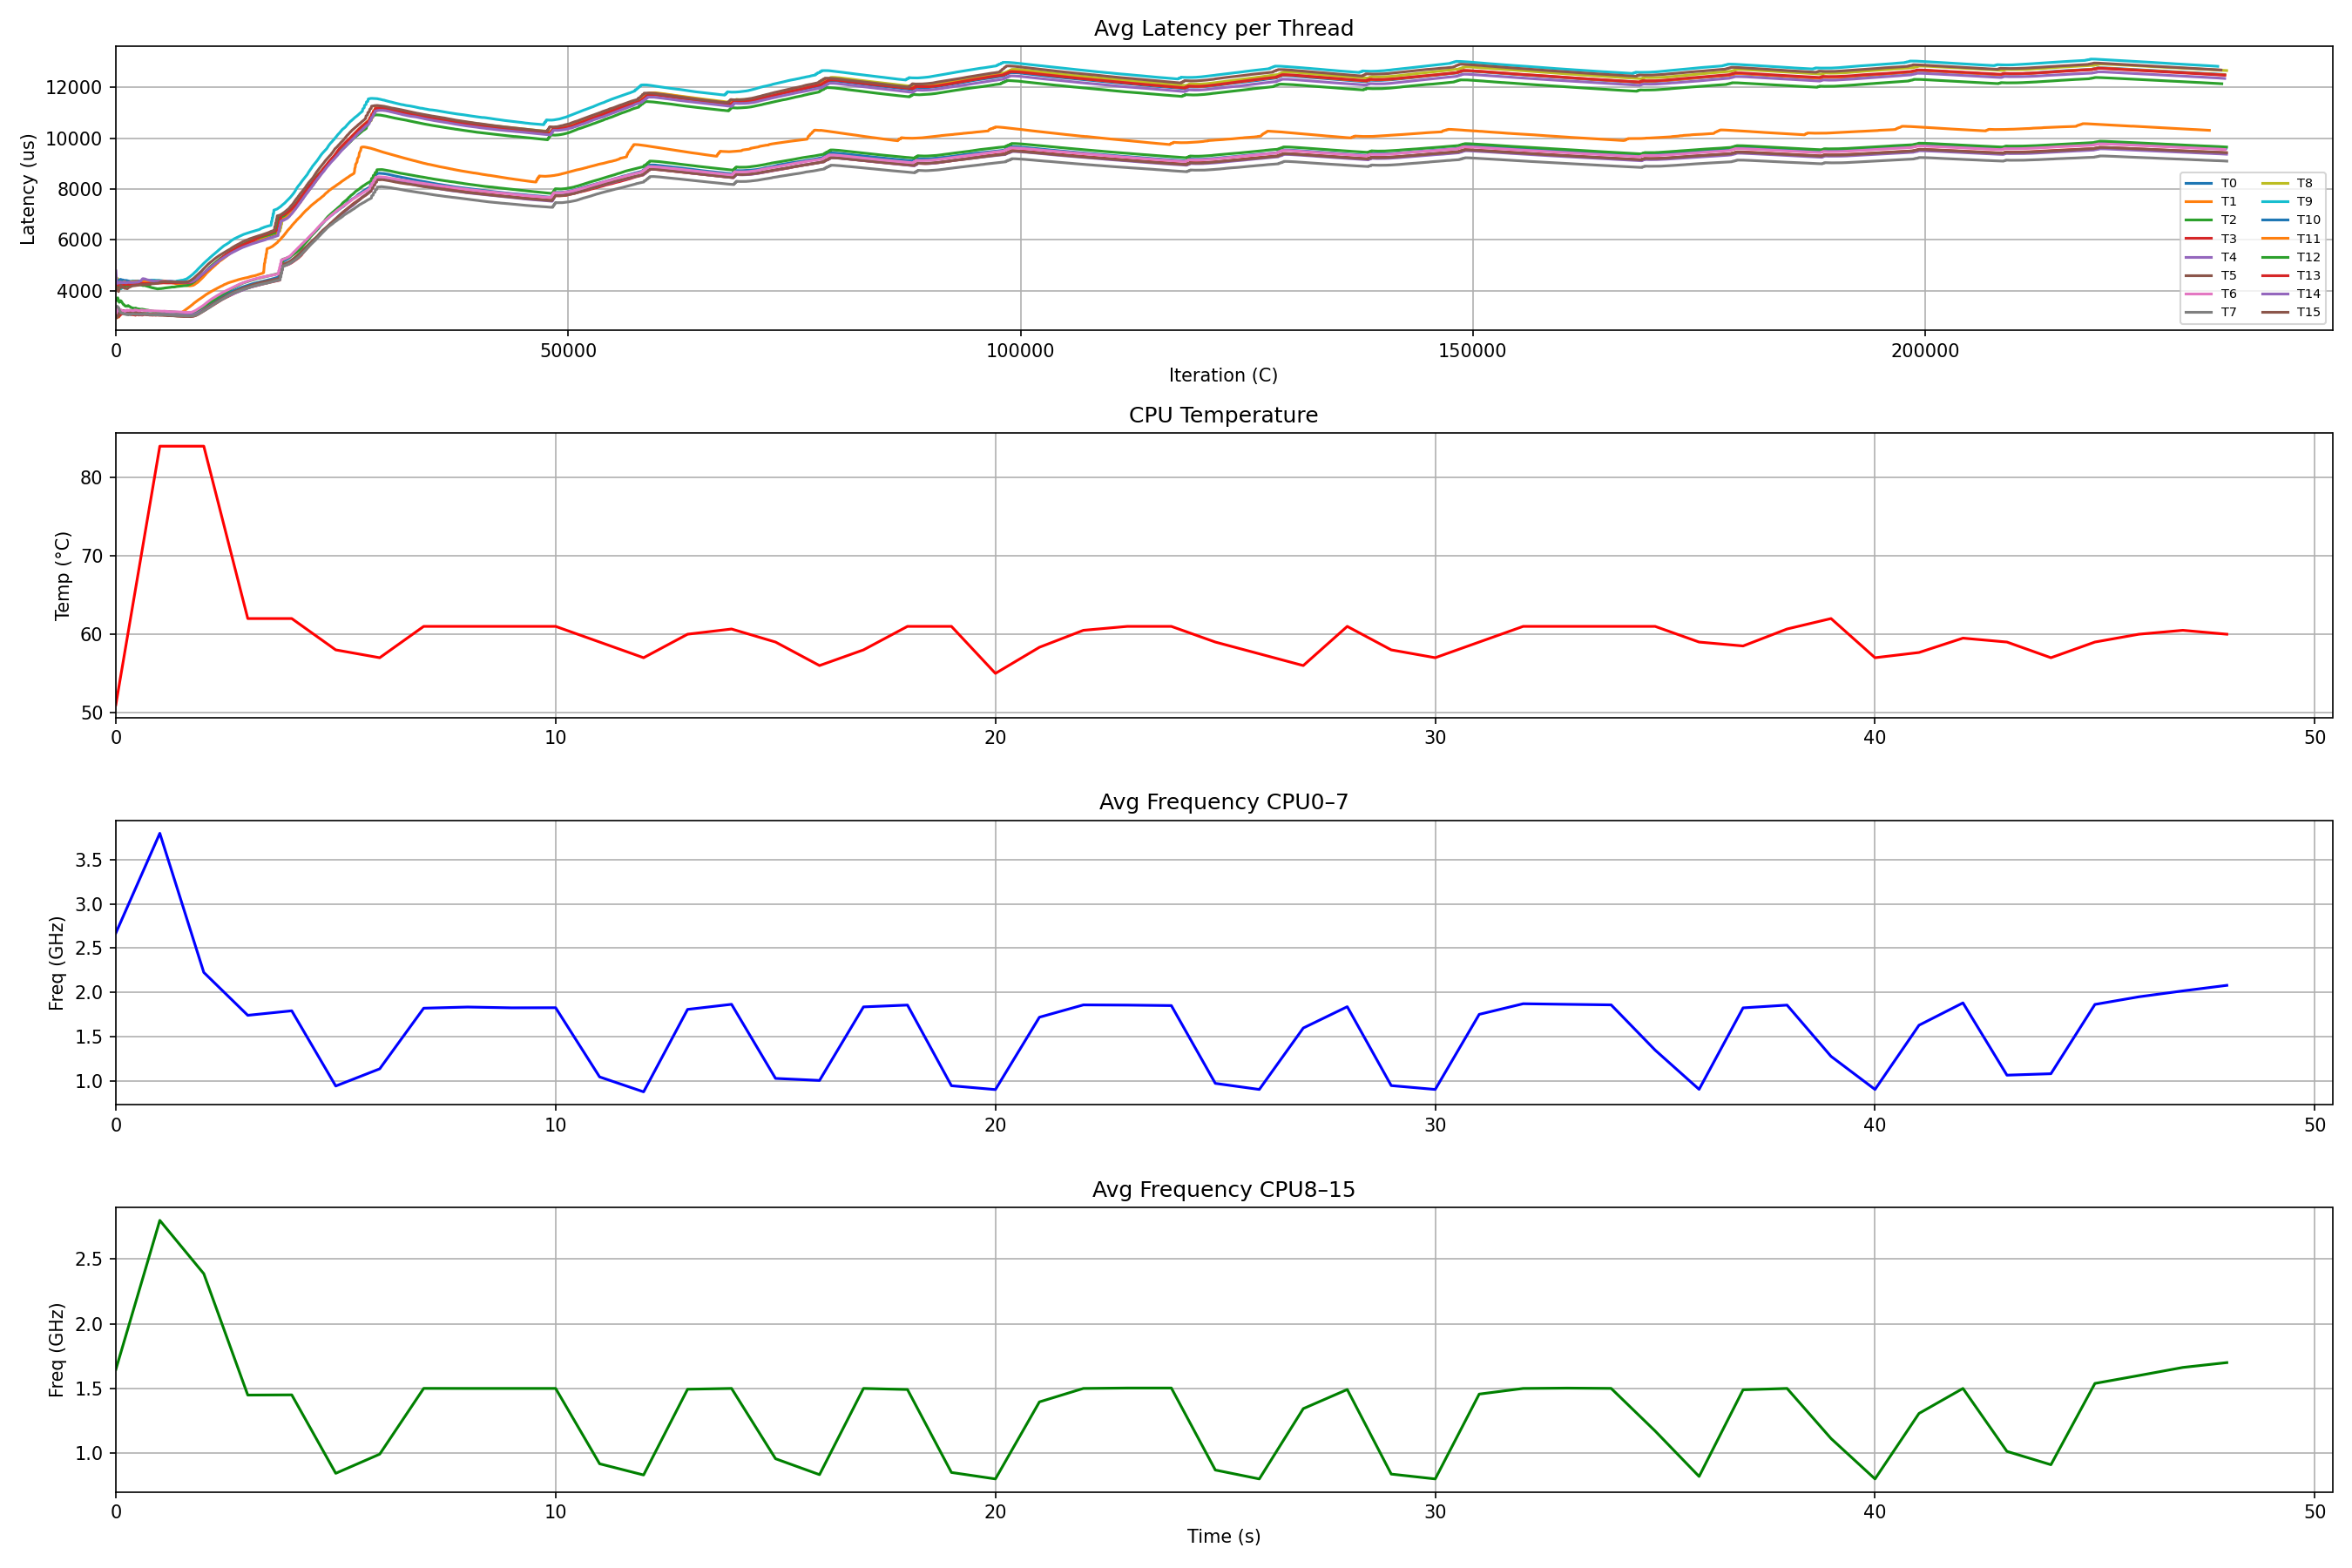 Avg Latency per Thread
Latency (us)
12000
10000
8000
6000
4000
T0 T8
T1 T9
T2 T10
T3 T11
T4 T12
T5 T13
T6 T14
T7 T15
0 50000 100000 150000 200000
Iteration (C)
CPU Temperature
Temp (°C)
80
70
60
50
0 10 20 30 40 50
Avg Frequency CPU0–7
Freq (GHz)
3.5
3.0
2.5
2.0
1.5
1.0
0 10 20 30 40 50
Avg Frequency CPU8–15
Freq (GHz)
2.5
2.0
1.5
1.0
0 10 20 30 40 50
Time (s)